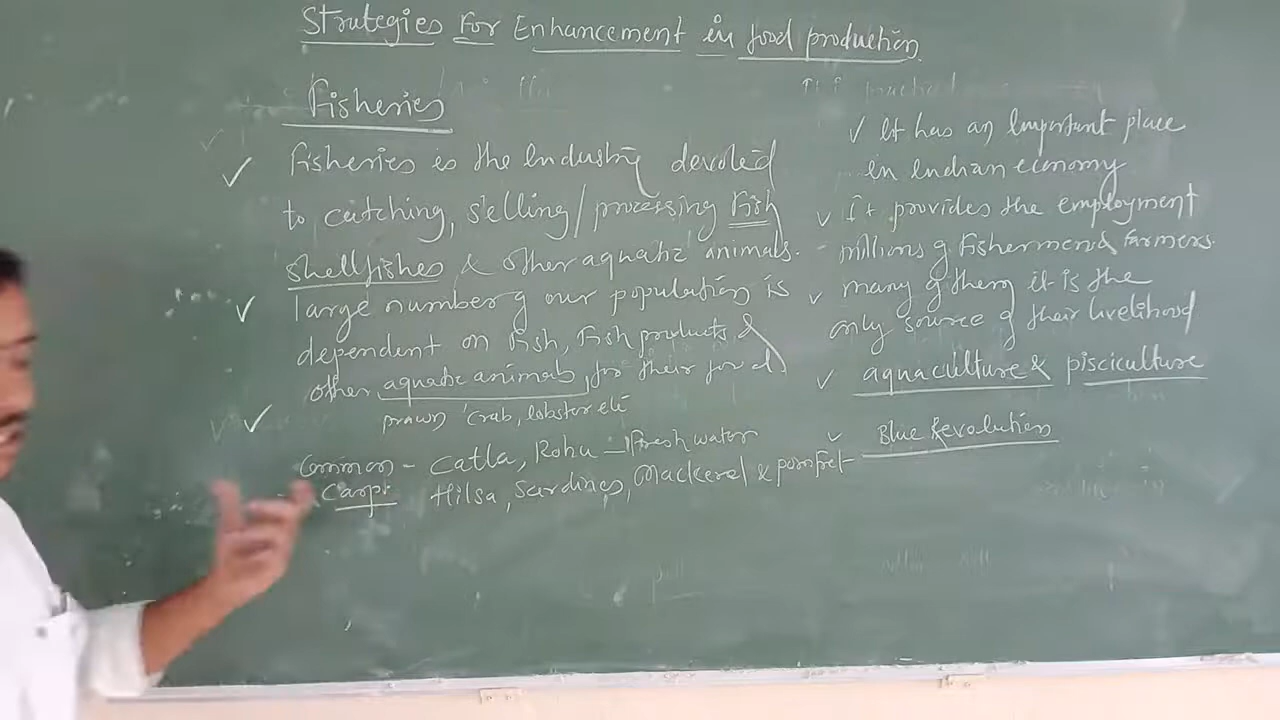 Strategies For Enhancement in food production
Fisheries
Fisheries is the Industry devoted
to catching, selling/processing Fish
shellfishes & other aquatic animals.
large number of our population is
dependent on Fish, Fish products &
other aquatic animals, for their food
prawn crab, lobster etc
Common - Catla, Rohu - Fresh water
Carp Hilsa, Sardines, Mackerel & pomfret
It has an Important place
in Indian economy
It provides the employment
millions of Fishermen & farmers.
many of them it is the
only source of their livelihood
aquaculture & pisciculture
Blue Revolution